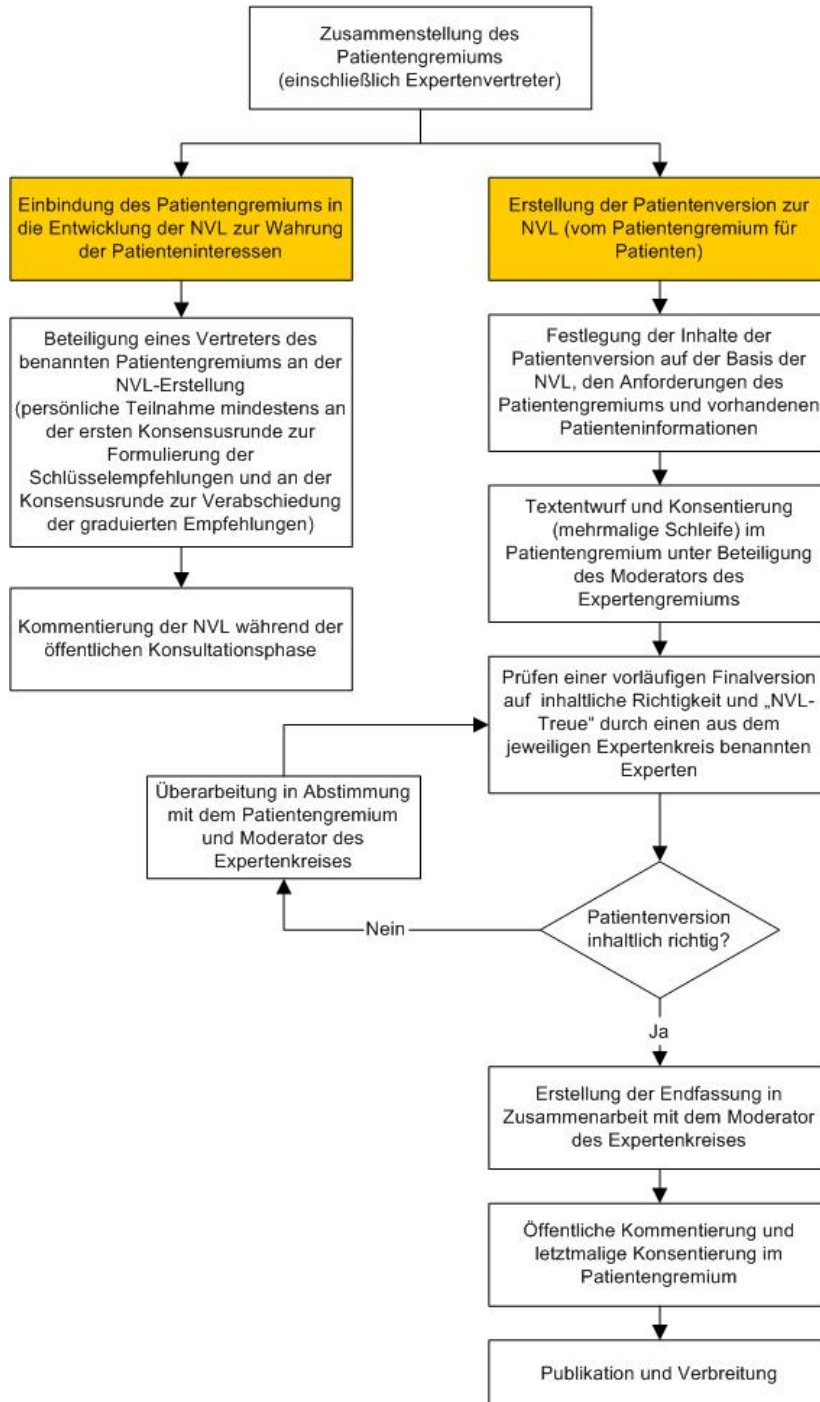 Zusammenstellung des
Patientengremiums
(einschließlich Expertenvertreter)
Einbindung des Patientengremiums in
die Entwicklung der NVL zur Wahrung
der Patienteninteressen
Beteiligung eines Vertreters des
benannten Patientengremiums an der
NVL-Erstellung
(persönliche Teilnahme mindestens an
der ersten Konsensusrunde zur
Formulierung der
Schlüsselempfehlungen und an der
Konsensusrunde zur Verabschiedung
der graduierten Empfehlungen)
Kommentierung der NVL während der
öffentlichen Konsultationsphase
Erstellung der Patientenversion zur
NVL (vom Patientengremium für
Patienten)
Festlegung der Inhalte der
Patientenversion auf der Basis der
NVL, den Anforderungen des
Patientengremiums und vorhandenen
Patienteninformationen
Textentwurf und Konsentierung
(mehrmalige Schleife) im
Patientengremium unter Beteiligung
des Moderators des
Expertengremiums
Prüfen einer vorläufigen Finalversion
auf inhaltliche Richtigkeit und „NVL-
Treue“ durch einen aus dem
jeweiligen Expertenkreis benannten
Experten
Überarbeitung in Abstimmung
mit dem Patientengremium
und Moderator des
Expertenkreises
Patientenversion
inhaltlich richtig?
Nein
Ja
Erstellung der Endfassung in
Zusammenarbeit mit dem Moderator
des Expertenkreises
Öffentliche Kommentierung und
letztmalige Konsentierung im
Patientengremium
Publikation und Verbreitung